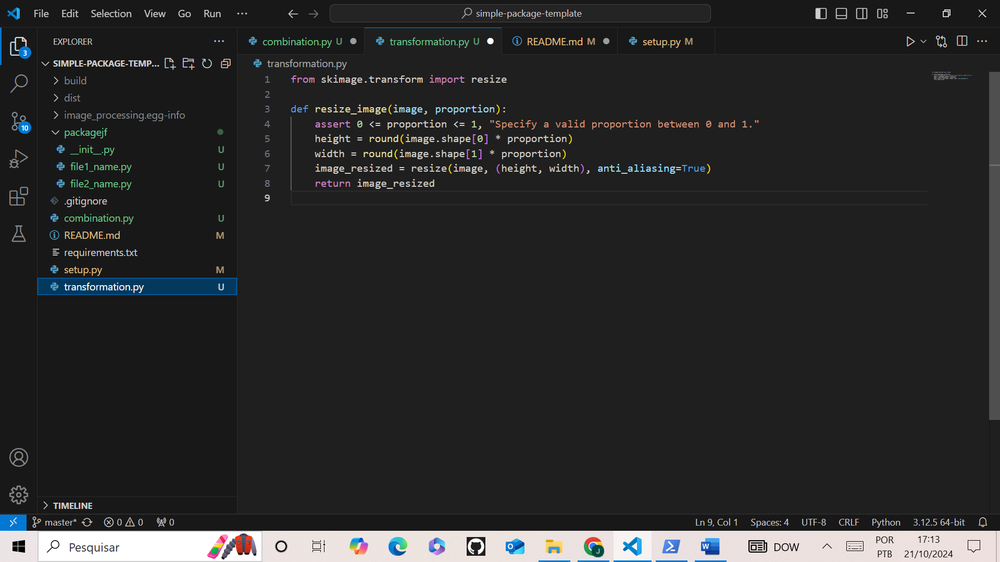 File Edit Selection View Go Run
simple-package-template
EXPLORER
SIMPLE-PACKAGE-TEMP...
build
dist
image_processing.egg-info
packagejf
__init__.py U
file1_name.py U
file2_name.py U
.gitignore
combination.py U
README.md M
requirements.txt
setup.py M
transformation.py U
TIMELINE
3
10
combination.py U
transformation.py U
README.md M
setup.py M
transformation.py
1 from skimage.transform import resize
2
3 def resize_image(image, proportion):
4 assert 0 <= proportion <= 1, "Specify a valid proportion between 0 and 1."
5 height = round(image.shape[0] * proportion)
6 width = round(image.shape[1] * proportion)
7 image_resized = resize(image, (height, width), anti_aliasing=True)
8 return image_resized
9
master* 0 0 0
Ln 9, Col 1 Spaces: 4 UTF-8 CRLF Python 3.12.5 64-bit
Pesquisar
J
W
DOW
POR
PTB
17:13
21/10/2024